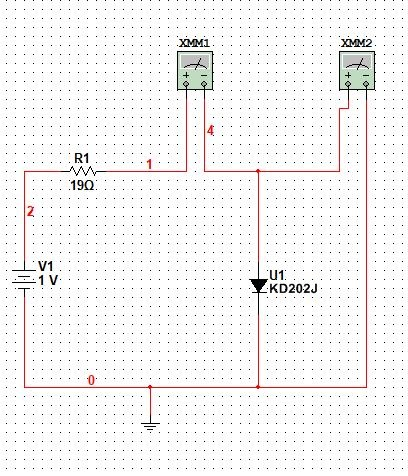 XMM1
XMM2
+ −
+ −
4
R1
1
19Ω
2
V1
1 V
U1
KD202J
0